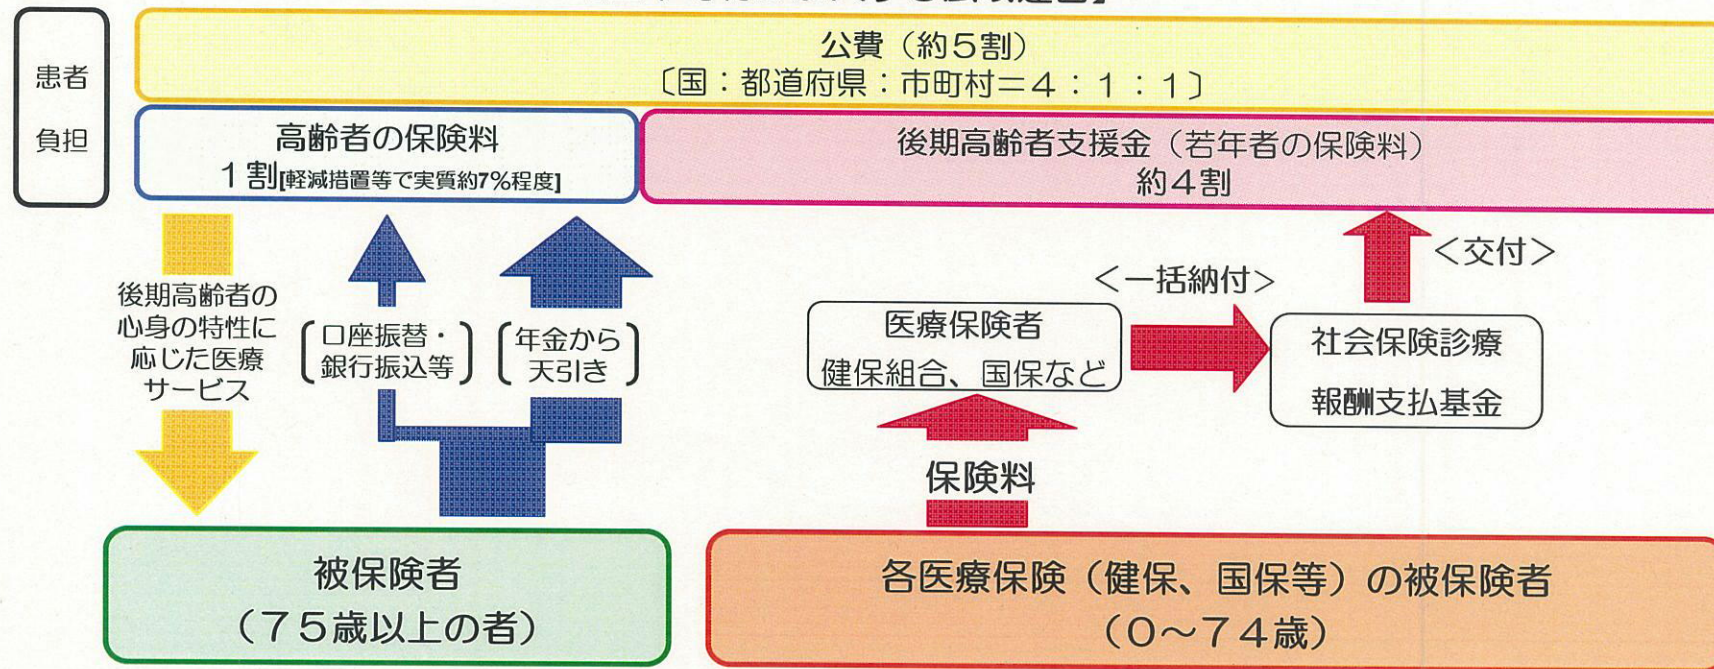 公費（約５割）
〔国：都道府県：市町村＝４：１：１〕
患者
負担
高齢者の保険料
１割[軽減措置等で実質約7%程度]
後期高齢者支援金（若年者の保険料）
約４割
＜交付＞
＜一括納付＞
後期高齢者の
心身の特性に
応じた医療
サービス
口座振替・
銀行振込等
年金から
天引き
医療保険者
健保組合、国保など
社会保険診療
報酬支払基金
保険料
被保険者
（７５歳以上の者）
各医療保険（健保、国保等）の被保険者
（０～７４歳）